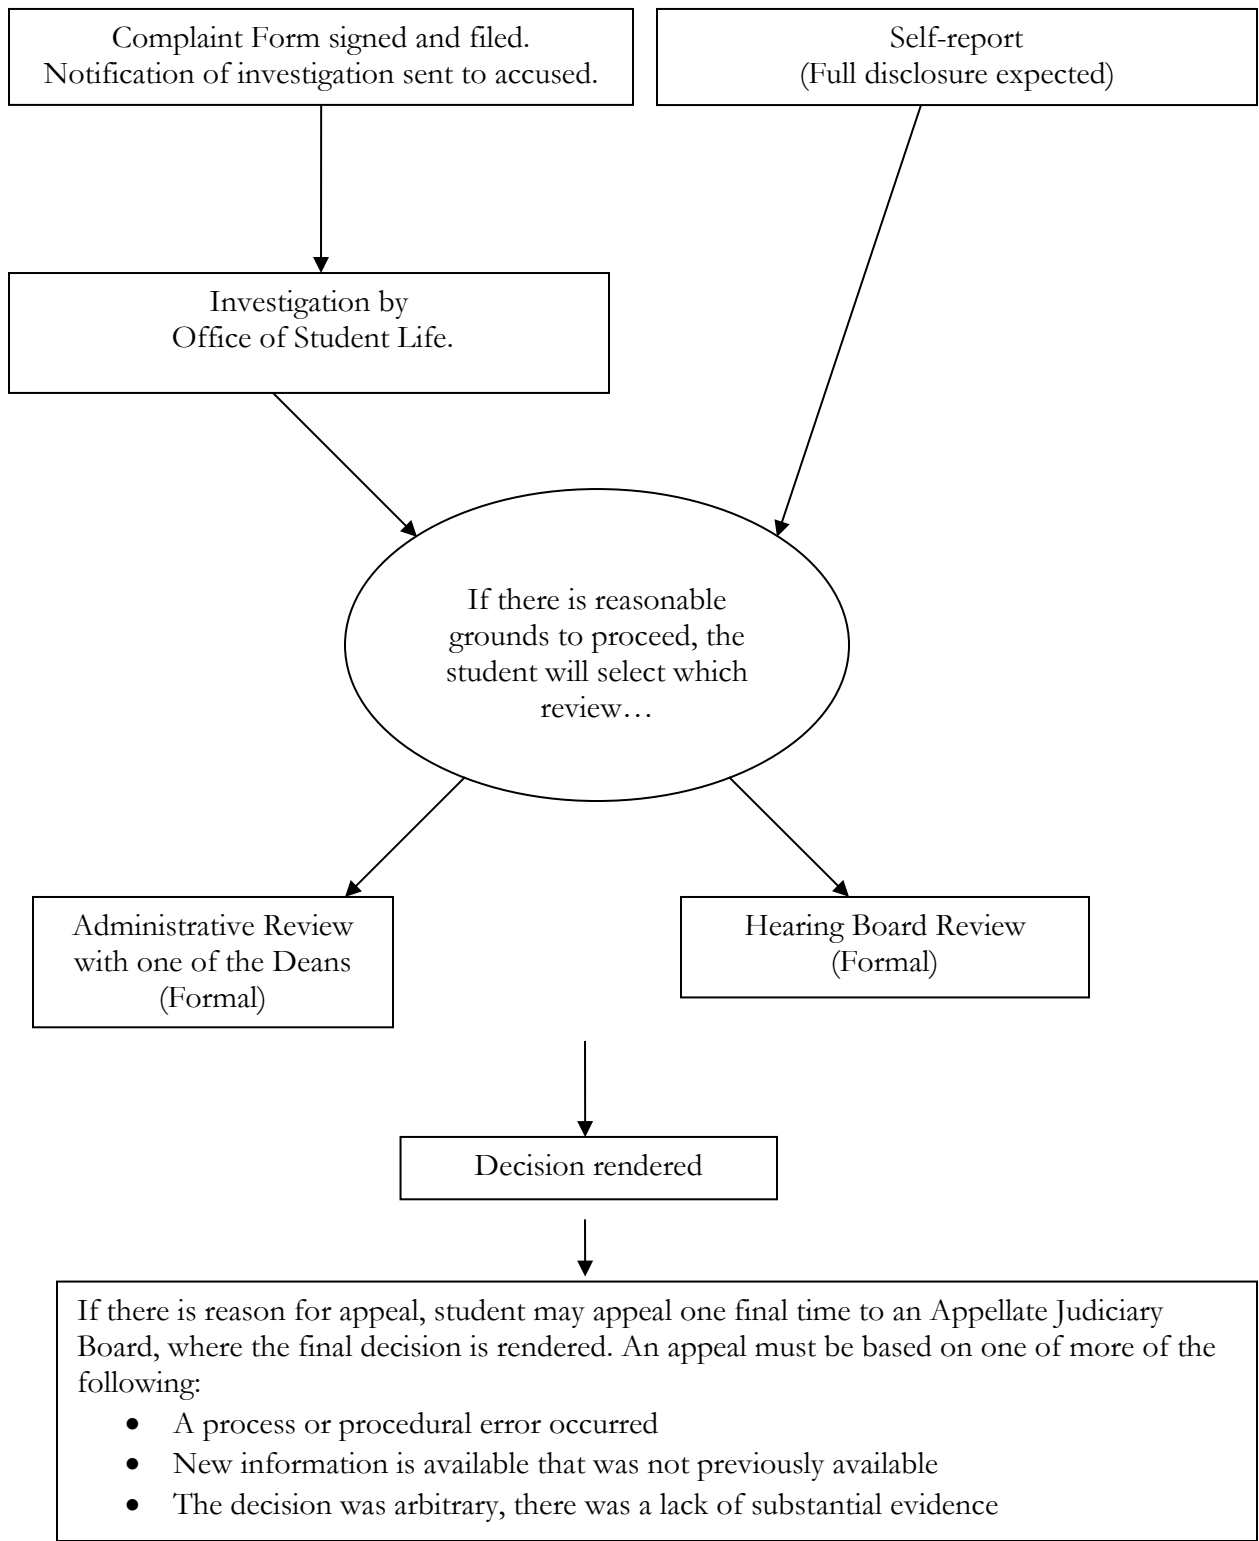 Complaint Form signed and filed.
Notification of investigation sent to accused.
Self-report
(Full disclosure expected)
Investigation by
Office of Student Life.
If there is reasonable
grounds to proceed, the
student will select which
review…
Administrative Review
with one of the Deans
(Formal)
Hearing Board Review
(Formal)
Decision rendered
If there is reason for appeal, student may appeal one final time to an Appellate Judiciary
Board, where the final decision is rendered. An appeal must be based on one of more of the
following:
• A process or procedural error occurred
• New information is available that was not previously available
• The decision was arbitrary, there was a lack of substantial evidence